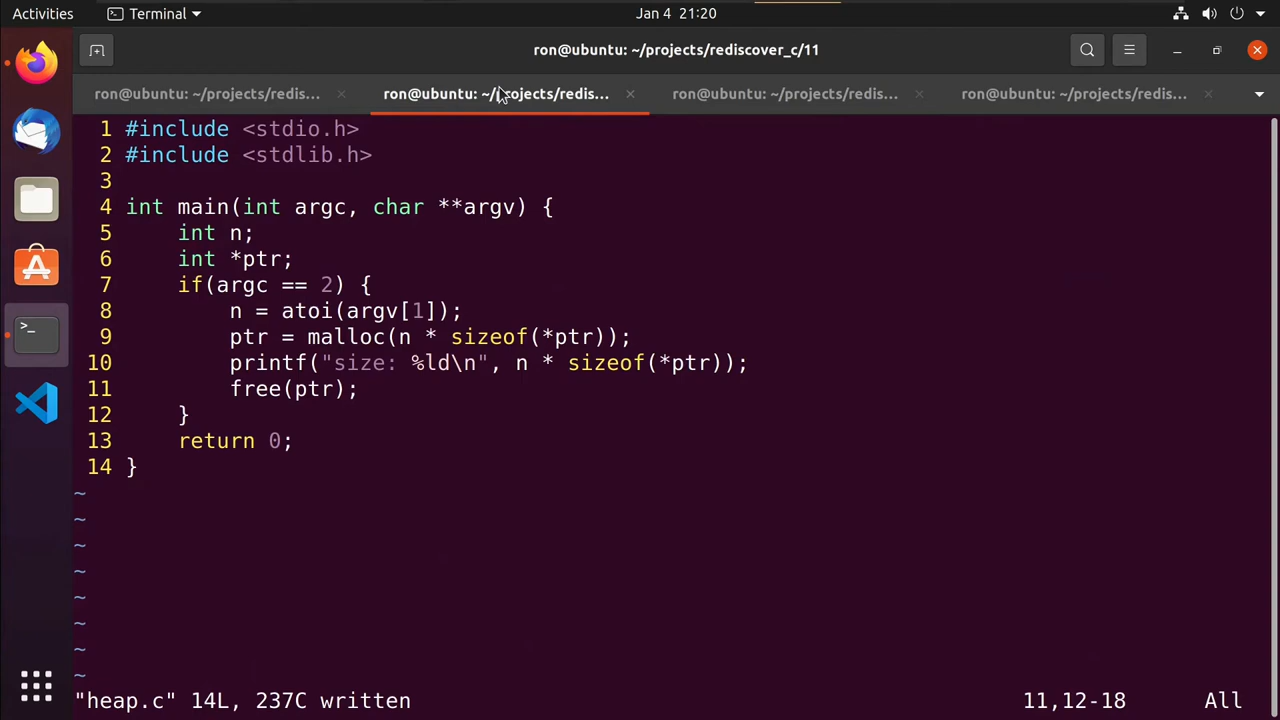 Activities
Terminal
Jan 4 21:20
ron@ubuntu: ~/projects/rediscover_c/11
ron@ubuntu: ~/projects/redis...
ron@ubuntu: ~/projects/redis...
ron@ubuntu: ~/projects/redis...
ron@ubuntu: ~/projects/redis...
1 #include <stdio.h>
2 #include <stdlib.h>
3
4 int main(int argc, char **argv) {
5     int n;
6     int *ptr;
7     if(argc == 2) {
8         n = atoi(argv[1]);
9         ptr = malloc(n * sizeof(*ptr));
10         printf("size: %ld\n", n * sizeof(*ptr));
11         free(ptr);
12     }
13     return 0;
14 }
~
~
~
~
~
~
~
~
"heap.c" 14L, 237C written 11,12-18 All